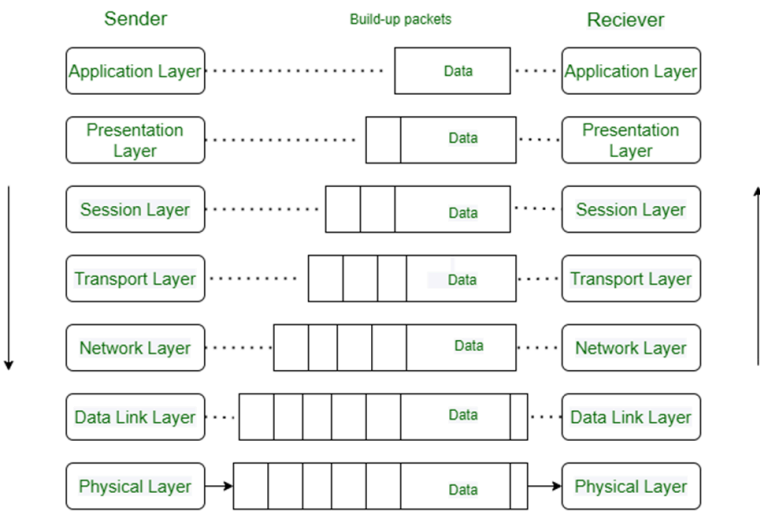 Sender Build-up packets Reciever
Application Layer Data Application Layer
Presentation Data Presentation
Layer Layer
Session Layer Data Session Layer
Transport Layer Data Transport Layer
Network Layer Data Network Layer
Data Link Layer Data Data Link Layer
Physical Layer Data Physical Layer